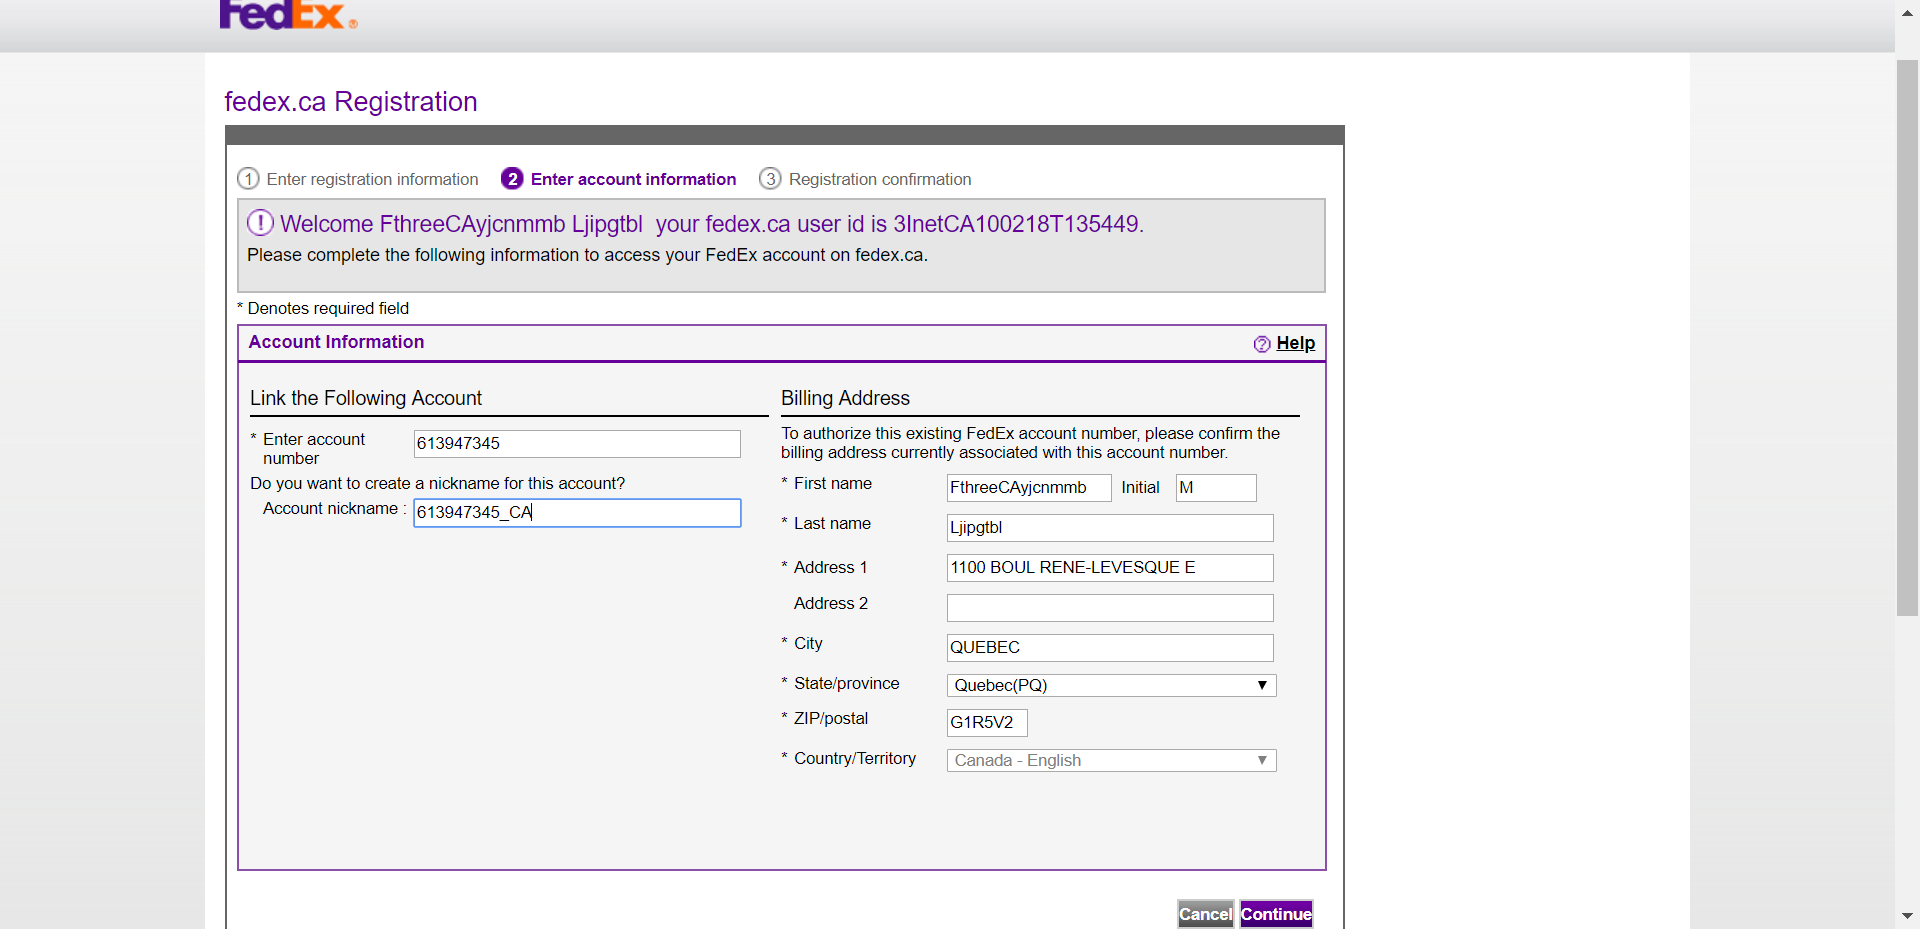 FedEx®
fedex.ca Registration
1 Enter registration information 2 Enter account information 3 Registration confirmation
! Welcome FthreeCAyjcnmmb Ljipgtbl your fedex.ca user id is 3InetCA100218T135449.
Please complete the following information to access your FedEx account on fedex.ca.
* Denotes required field
Account Information
? Help
Link the Following Account
* Enter account number 613947345
Do you want to create a nickname for this account?
Account nickname : 613947345_CA
Billing Address
To authorize this existing FedEx account number, please confirm the
billing address currently associated with this account number.
* First name FthreeCAyjcnmmb Initial M
* Last name Ljipgtbl
* Address 1 1100 BOUL RENE-LEVESQUE E
Address 2
* City QUEBEC
* State/province Quebec(PQ)
* ZIP/postal G1R5V2
* Country/Territory Canada - English
Cancel Continue